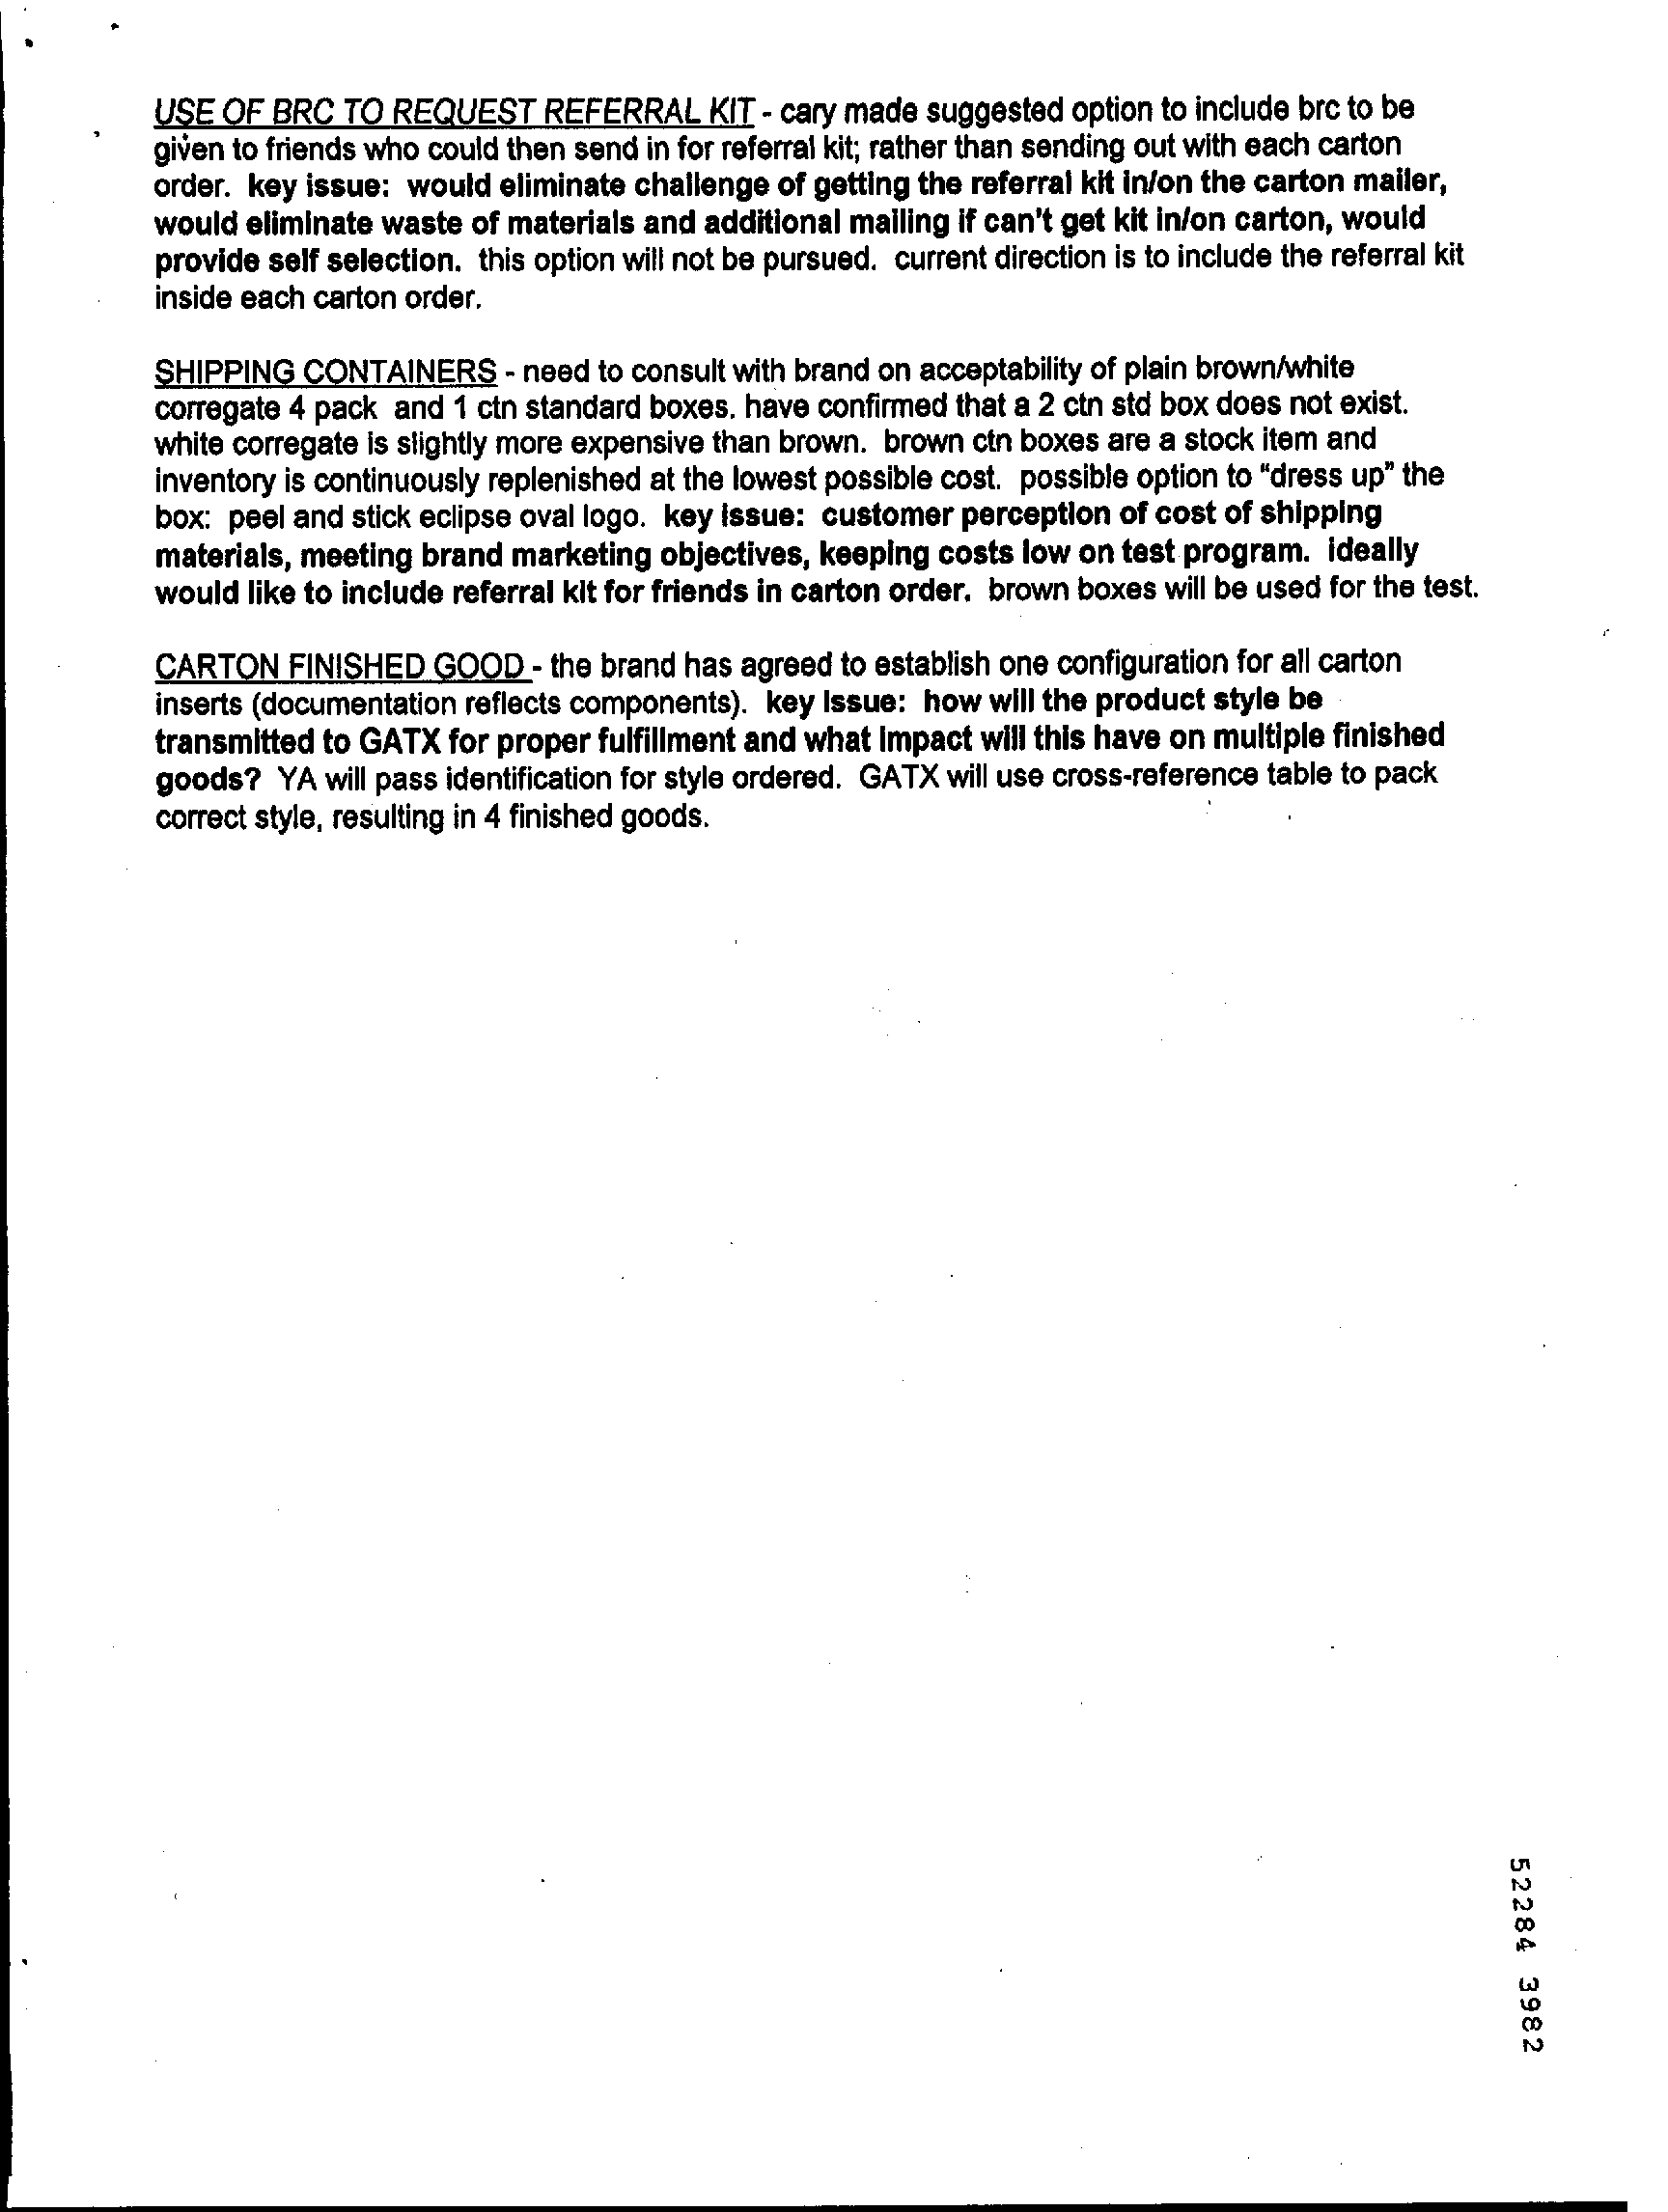 USE OF BRC TO REQUEST REFERRAL KIT - cary made suggested option to include brc to be
given to friends who could then send in for referral kit; rather than sending out with each carton
order. key issue: would eliminate challenge of getting the referral kit in/on the carton mailer,
would eliminate waste of materials and additional mailing if can't get kit in/on carton, would
provide self selection. this option will not be pursued. current direction is to include the referral kit
inside each carton order.

SHIPPING CONTAINERS - need to consult with brand on acceptability of plain brown/white
corregate 4 pack and 1 ctn standard boxes. have confirmed that a 2 ctn std box does not exist.
white corregate is slightly more expensive than brown. brown ctn boxes are a stock item and
inventory is continuously replenished at the lowest possible cost. possible option to "dress up" the
box: peel and stick eclipse oval logo. key issue: customer perception of cost of shipping
materials, meeting brand marketing objectives, keeping costs low on test program. ideally
would like to include referral kit for friends in carton order. brown boxes will be used for the test.

CARTON FINISHED GOOD - the brand has agreed to establish one configuration for all carton
inserts (documentation reflects components). key issue: how will the product style be
transmitted to GATX for proper fulfillment and what impact will this have on multiple finished
goods? YA will pass identification for style ordered. GATX will use cross-reference table to pack
correct style, resulting in 4 finished goods.

52284 3982